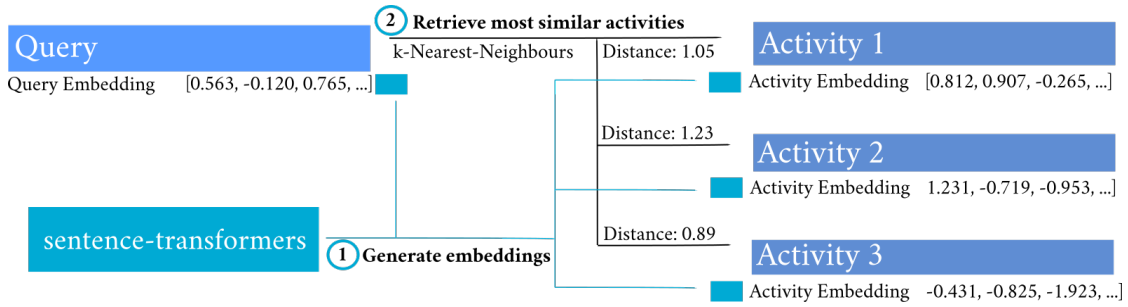 2 Retrieve most similar activities
Query
k-Nearest-Neighbours
Query Embedding [0.563, -0.120, 0.765, ...]
Distance: 1.05
Activity 1
Activity Embedding [0.812, 0.907, -0.265, ...]
Distance: 1.23
Activity 2
Activity Embedding 1.231, -0.719, -0.953, ...]
sentence-transformers
1 Generate embeddings
Distance: 0.89
Activity 3
Activity Embedding -0.431, -0.825, -1.923, ...]